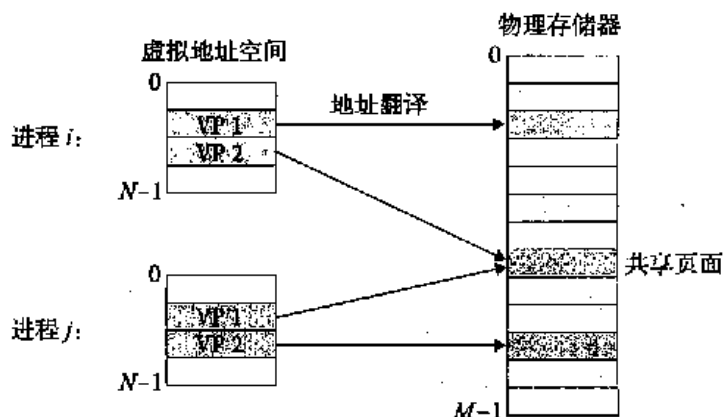 虚拟地址空间
物理存储器
0
0
地址翻译
进程 i:
VP 1
VP 2
N-1
共享页面
0
进程 j:
VP 1
VP 2
N-1
M-1